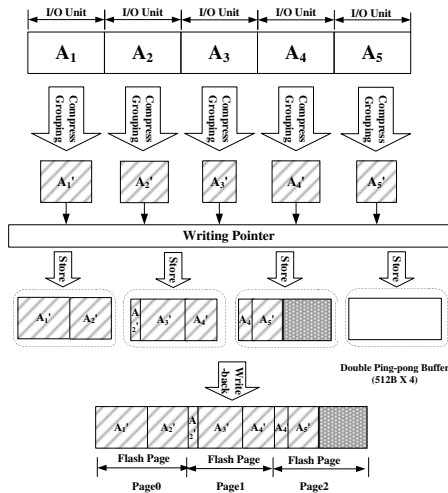 I/O Unit I/O Unit I/O Unit I/O Unit I/O Unit
A1 A2 A3 A4 A5
Compress Grouping Compress Grouping Compress Grouping Compress Grouping Compress Grouping
A1' A2' A3' A4' A5'
Writing Pointer
Store Store Store
A1' A2' A2' A3' A4' A4 A5'
Write-back
Double Ping-pong Buffer
(512B X 4)
A1' A2' A2' A3' A4' A4 A5'
Flash Page Flash Page Flash Page
Page0 Page1 Page2